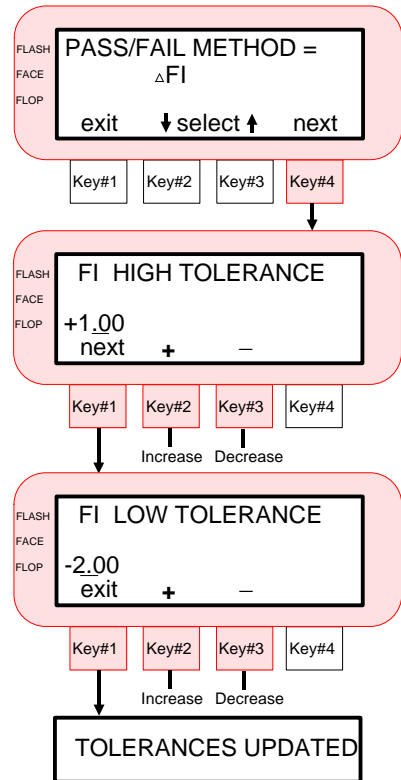 FLASH
FACE
FLOP
PASS/FAIL METHOD =
△FI
exit ↓ select ↑ next
Key#1 Key#2 Key#3 Key#4
FLASH
FACE
FLOP
FI HIGH TOLERANCE
+1.00
next + −
Key#1 Key#2 Key#3 Key#4
Increase Decrease
FLASH
FACE
FLOP
FI LOW TOLERANCE
-2.00
exit + −
Key#1 Key#2 Key#3 Key#4
Increase Decrease
TOLERANCES UPDATED